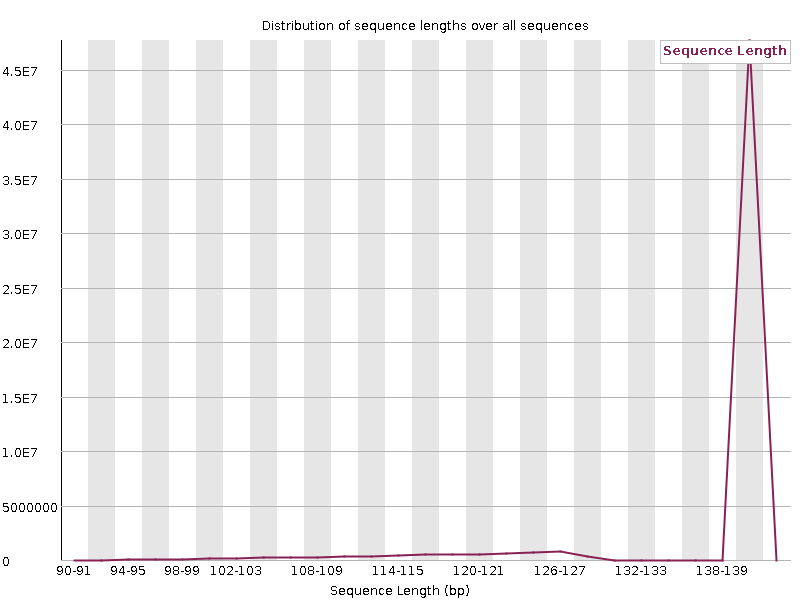 Distribution of sequence lengths over all sequences
Sequence Length
4.5E7
4.0E7
3.5E7
3.0E7
2.5E7
2.0E7
1.5E7
1.0E7
5000000
0
90-91 94-95 98-99 102-103 108-109 114-115 120-121 126-127 132-133 138-139
Sequence Length (bp)